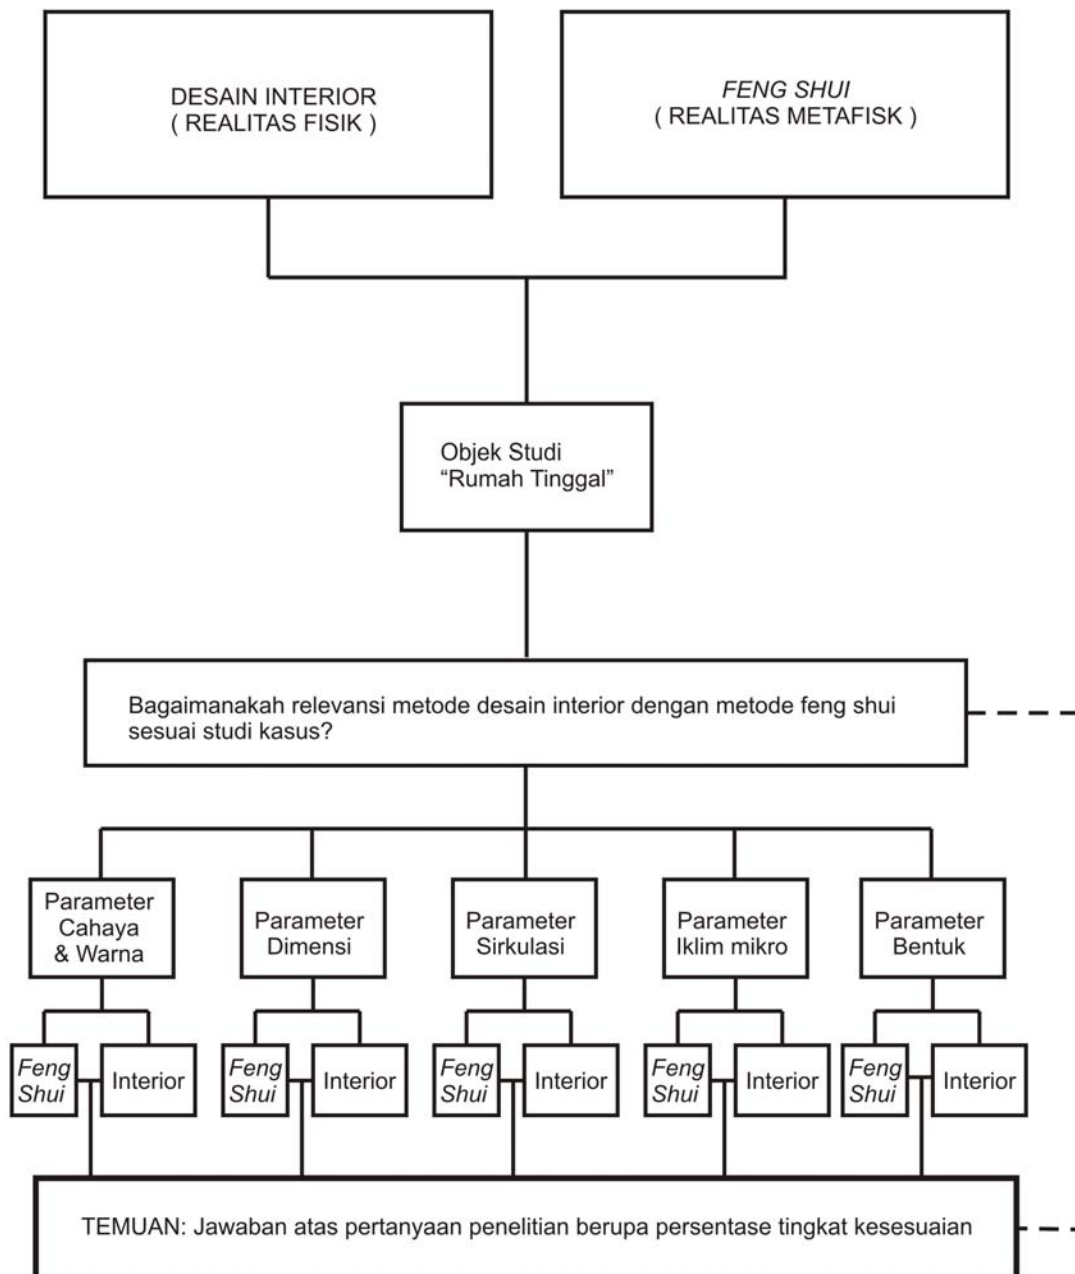 DESAIN INTERIOR
( REALITAS FISIK )
FENG SHUI
( REALITAS METAFISK )
Objek Studi
“Rumah Tinggal”
Bagaimanakah relevansi metode desain interior dengan metode feng shui
sesuai studi kasus?
Parameter
Cahaya
& Warna
Parameter
Dimensi
Parameter
Sirkulasi
Parameter
Iklim mikro
Parameter
Bentuk
Feng
Shui
Interior
Feng
Shui
Interior
Feng
Shui
Interior
Feng
Shui
Interior
Feng
Shui
Interior
TEMUAN: Jawaban atas pertanyaan penelitian berupa persentase tingkat kesesuaian